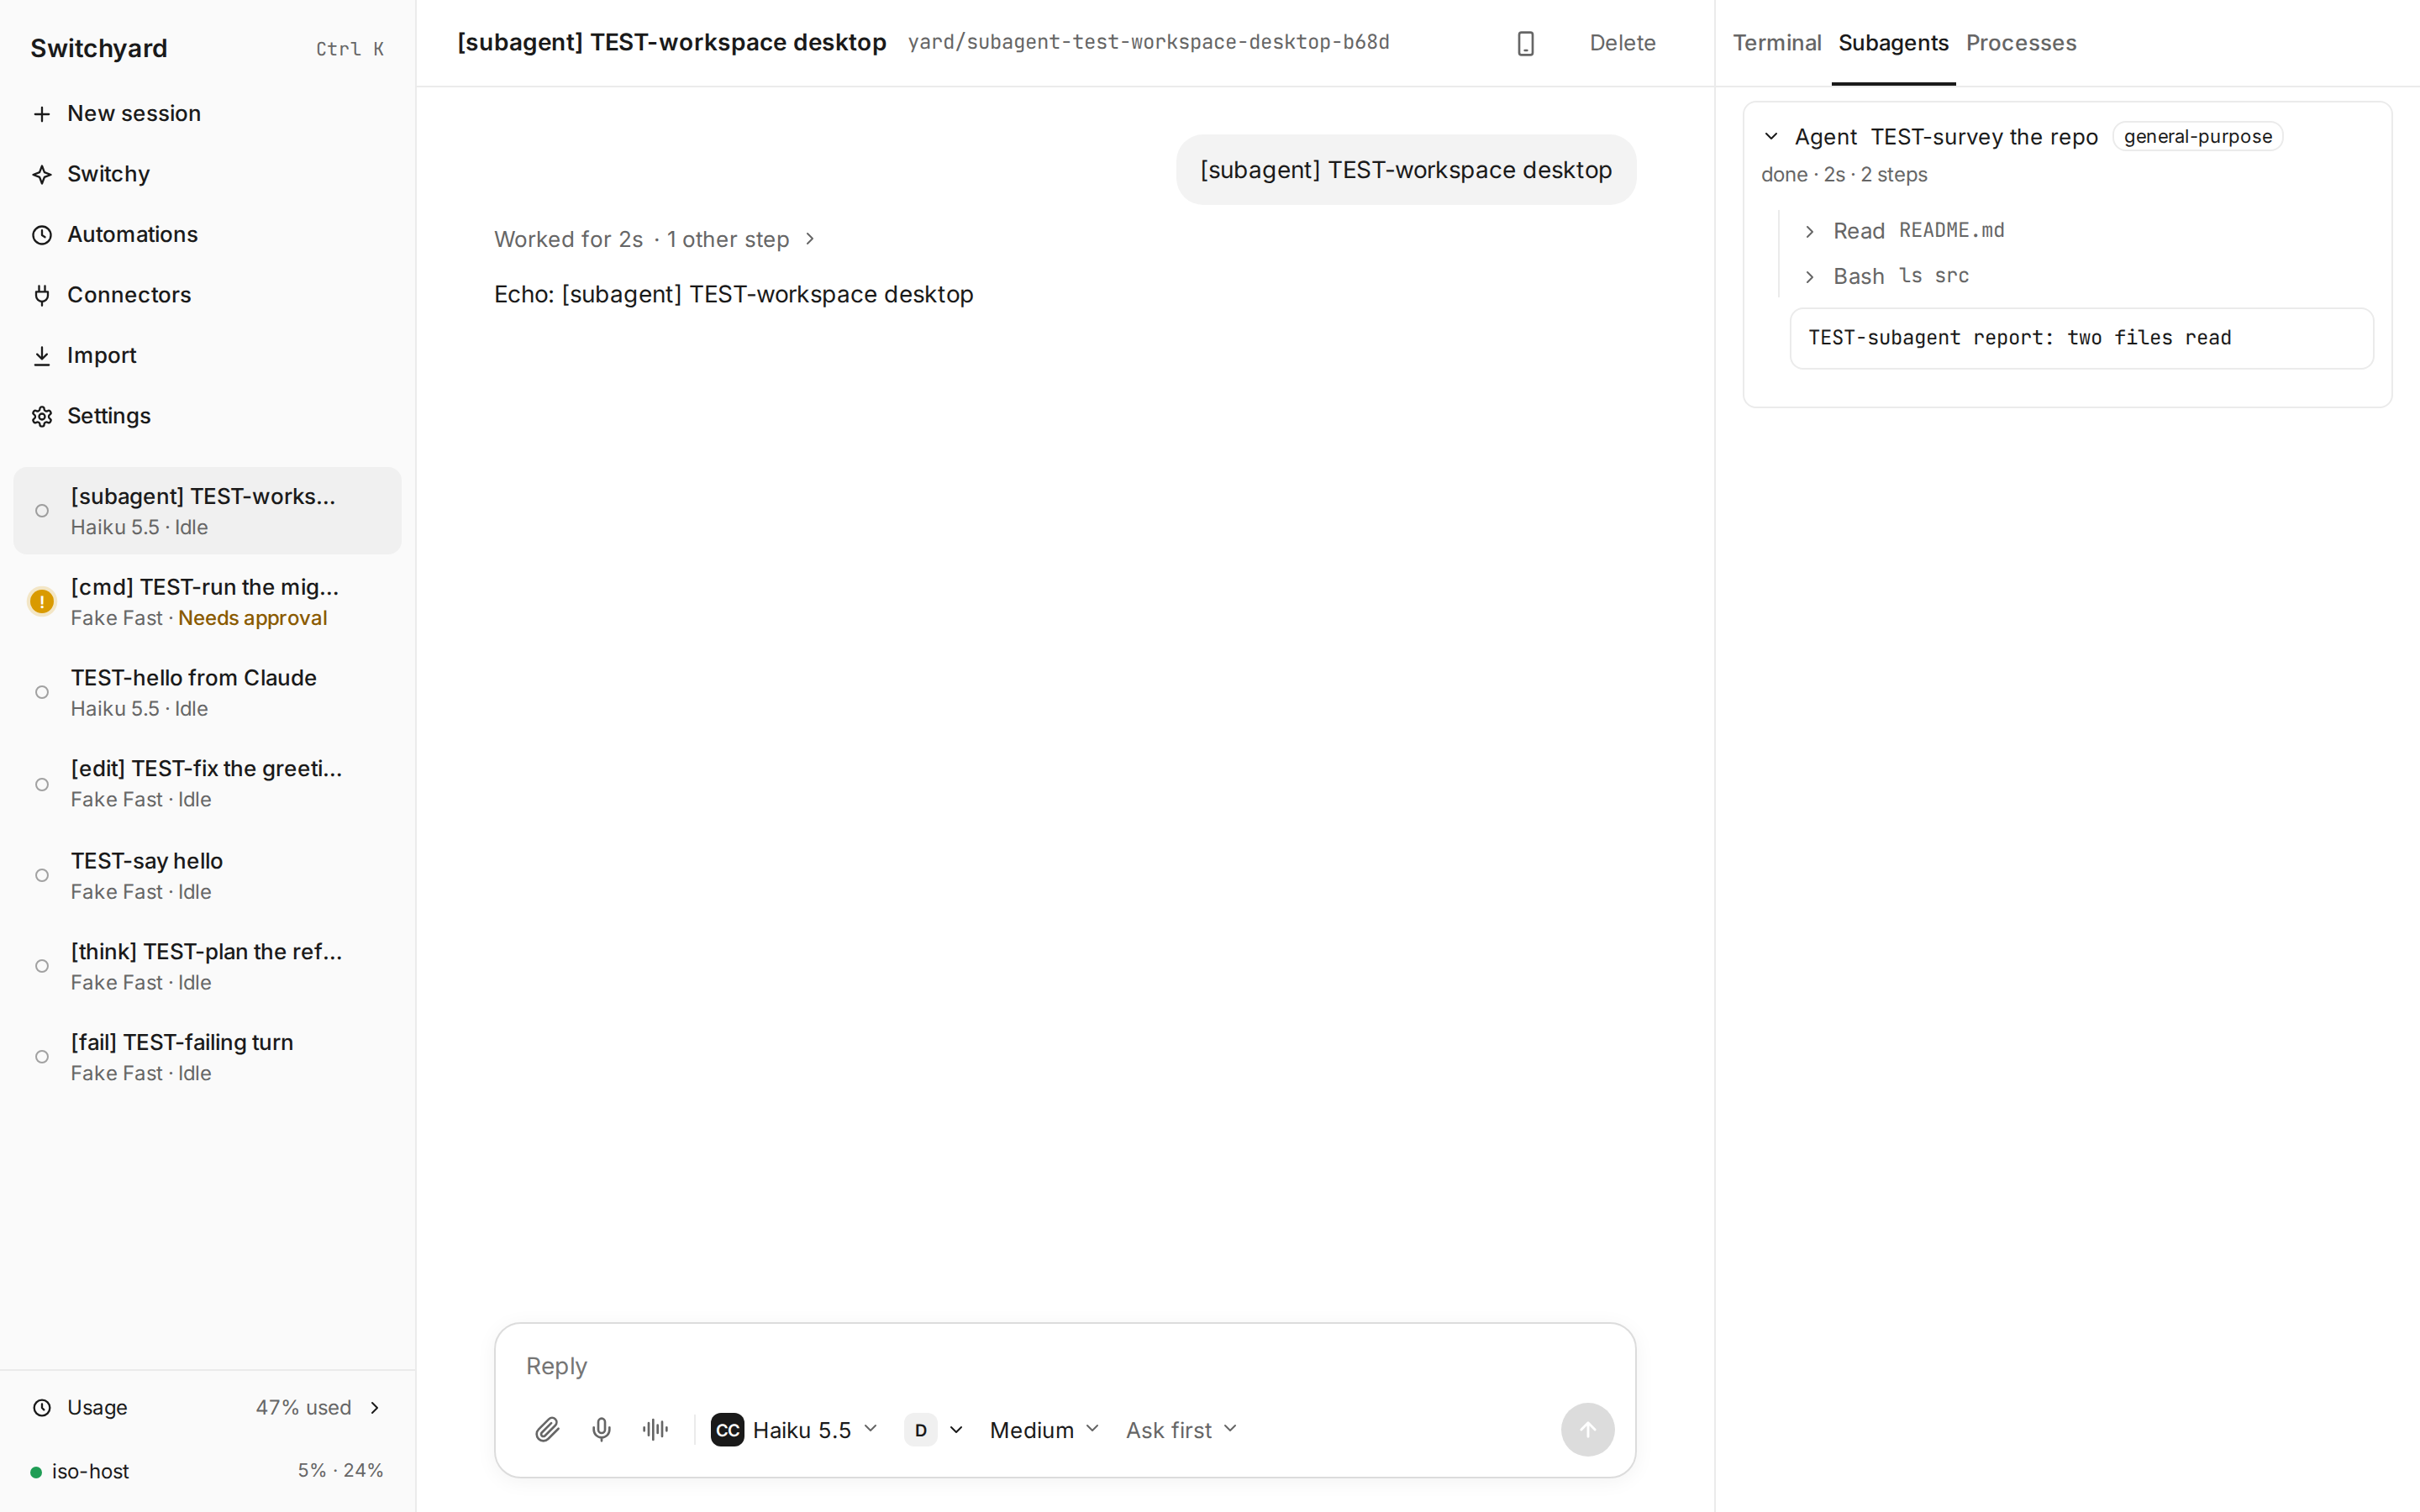 Switchyard Ctrl K
New session
Switchy
Automations
Connectors
Import
Settings
[subagent] TEST-works...
Haiku 5.5 · Idle
[cmd] TEST-run the mig...
Fake Fast · Needs approval
TEST-hello from Claude
Haiku 5.5 · Idle
[edit] TEST-fix the greeti...
Fake Fast · Idle
TEST-say hello
Fake Fast · Idle
[think] TEST-plan the ref...
Fake Fast · Idle
[fail] TEST-failing turn
Fake Fast · Idle
Usage 47% used
iso-host 5% · 24%
[subagent] TEST-workspace desktop yard/subagent-test-workspace-desktop-b68d Delete
[subagent] TEST-workspace desktop
Worked for 2s · 1 other step
Echo: [subagent] TEST-workspace desktop
Reply
CC Haiku 5.5 D Medium Ask first
Terminal Subagents Processes
Agent TEST-survey the repo general-purpose
done · 2s · 2 steps
Read README.md
Bash ls src
TEST-subagent report: two files read